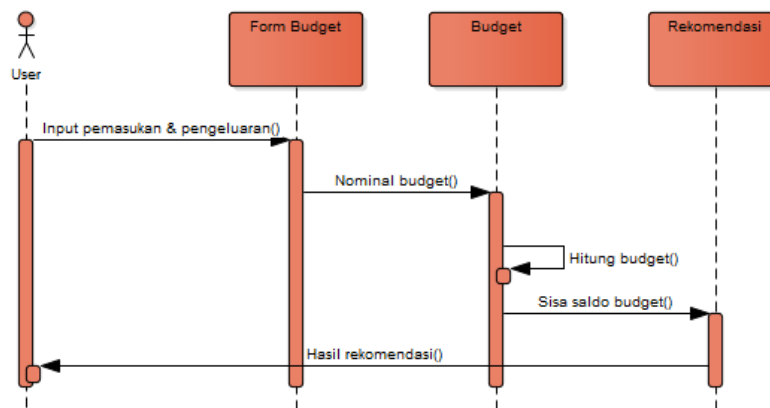 Form Budget
Budget
Rekomendasi
User
Input pemasukan & pengeluaran()
Nominal budget()
Hitung budget()
Sisa saldo budget()
Hasil rekomendasi()